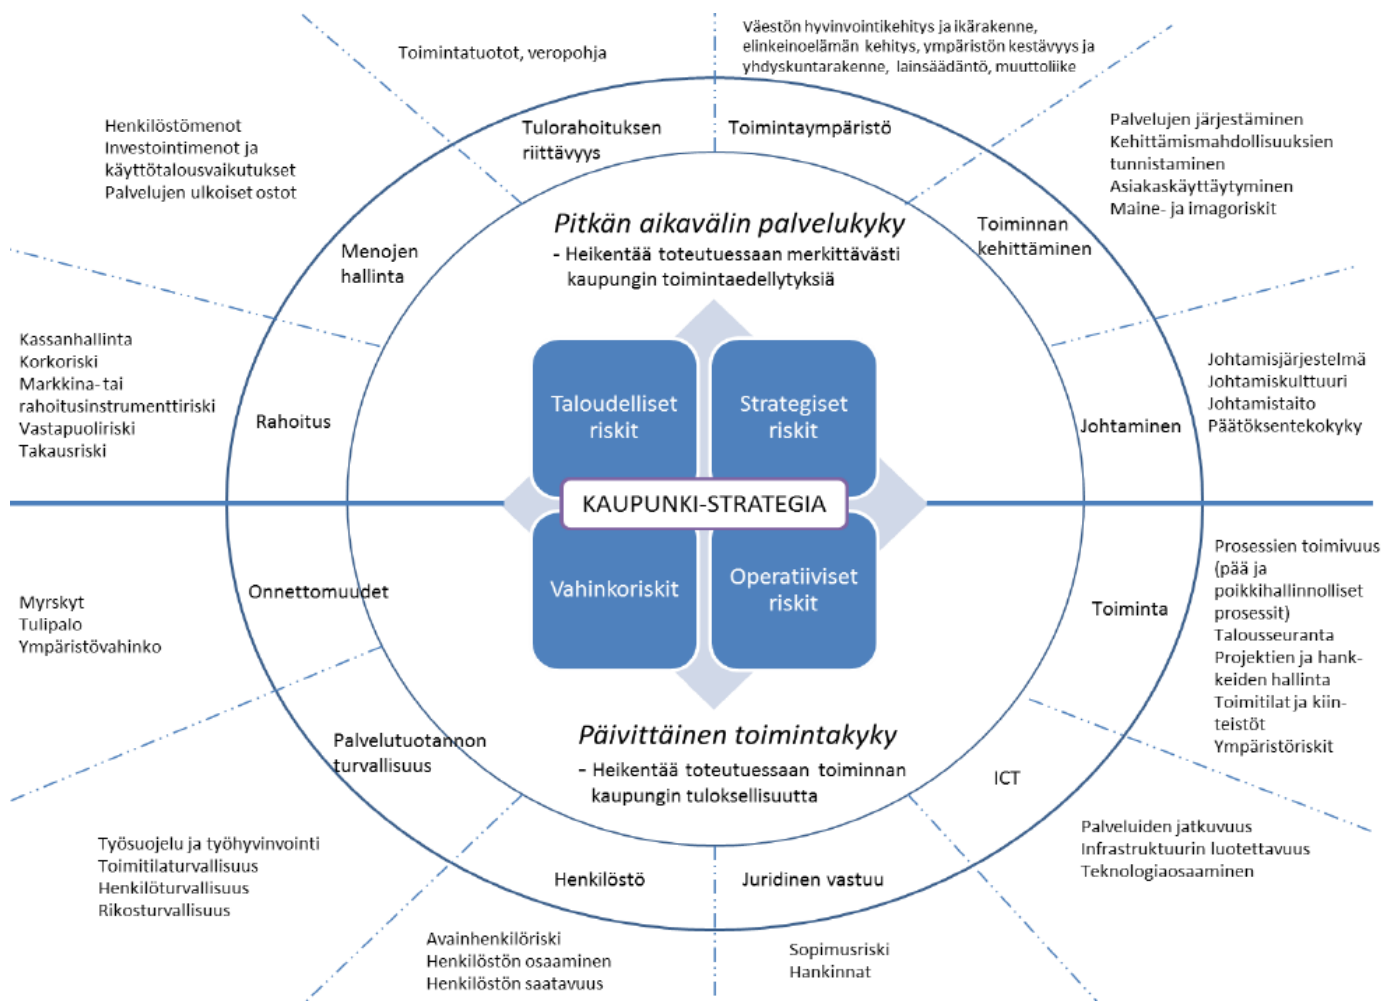 Toimintatuotot, veropohja
Väestön hyvinvointikehitys ja ikärakenne,
elinkeinoelämän kehitys, ympäristön kestävyys ja
yhdyskuntarakenne, lainsäädäntö, muuttoliike
Henkilöstömenot
Investointimenot ja
käyttötalousvaikutukset
Palvelujen ulkoiset ostot
Tulorahoituksen
riittävyys
Toimintaympäristö
Palvelujen järjestäminen
Kehittämismahdollisuuksien
tunnistaminen
Asiakaskäyttäytyminen
Maine- ja imagoriskit
Menojen
hallinta
Pitkän aikavälin palvelukyky
- Heikentää toteutuessaan merkittävästi
kaupungin toimintaedellytyksiä
Toiminnan
kehittäminen
Kassanhallinta
Korkoriski
Markkina- tai
rahoitusinstrumenttiriski
Vastapuoliriski
Takausriski
Rahoitus
Taloudelliset
riskit
Strategiset
riskit
Johtaminen
Johtamisjärjestelmä
Johtamiskulttuuri
Johtamistaito
Päätöksentekokyky
KAUPUNKI-STRATEGIA
Myrskyt
Tulipalo
Ympäristövahinko
Onnettomuudet
Vahinkoriskit
Operatiiviset
riskit
Toiminta
Prosessien toimivuus
(pää ja
poikkihallinnolliset
prosessit)
Talousseuranta
Projektien ja hank-
keiden hallinta
Toimitilat ja kiin-
teistöt
Ympäristöriskit
Palvelutuotannon
turvallisuus
Päivittäinen toimintakyky
- Heikentää toteutuessaan toiminnan
kaupungin tuloksellisuutta
ICT
Työsuojelu ja työhyvinvointi
Toimitilaturvallisuus
Henkilöturvallisuus
Rikosturvallisuus
Henkilöstö
Juridinen vastuu
Palveluiden jatkuvuus
Infrastruktuurin luotettavuus
Teknologiaosaaminen
Avainhenkilöriski
Henkilöstön osaaminen
Henkilöstön saatavuus
Sopimusriski
Hankinnat